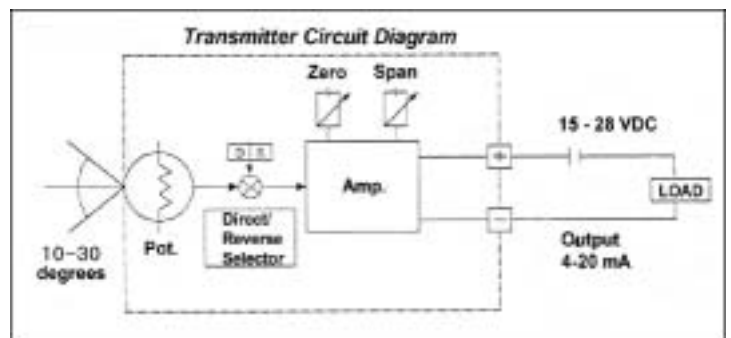 Transmitter Circuit Diagram
Zero Span
15 - 28 VDC
D R
+
Amp.
LOAD
Direct/
Reverse
Selector
−
10-30
degrees
Pot.
Output
4-20 mA